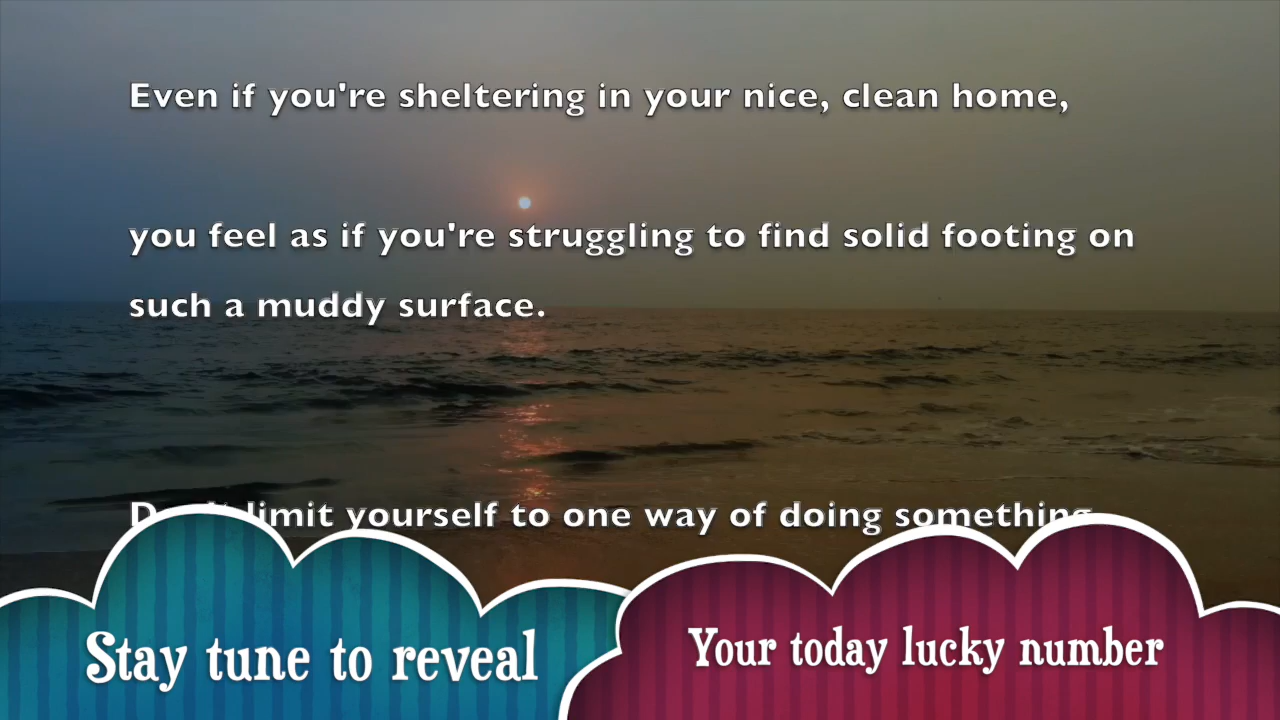 Even if you're sheltering in your nice, clean home,
you feel as if you're struggling to find solid footing on
such a muddy surface.
Don't limit yourself to one way of doing something
Stay tune to reveal
Your today lucky number